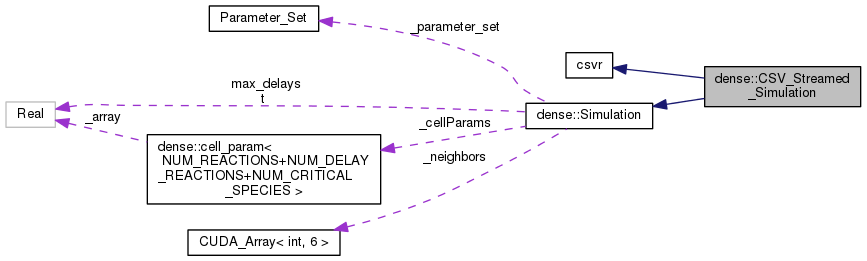 Parameter_Set
_parameter_set
csvr
dense::CSV_Streamed
_Simulation
max_delays
t
Real
_array
dense::Simulation
_cellParams
dense::cell_param<
NUM_REACTIONS+NUM_DELAY
_REACTIONS+NUM_CRITICAL
_SPECIES >
_neighbors
CUDA_Array< int, 6 >